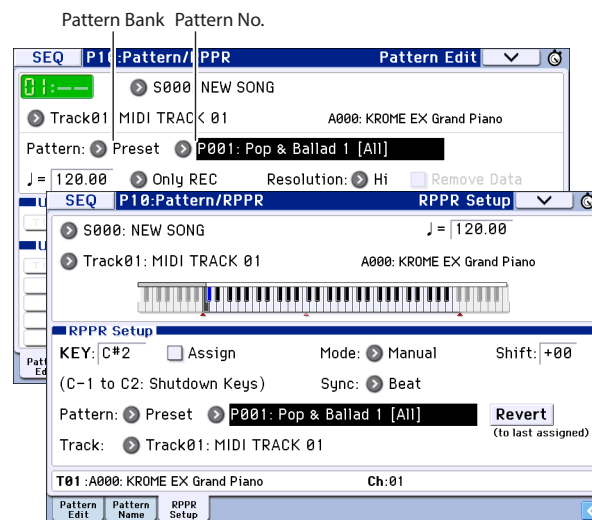 Pattern Bank Pattern No.
SEQ P10:Pattern/RPPR Pattern Edit
01:-- S000: NEW SONG
Track01: MIDI TRACK 01 A000: KROME EX Grand Piano
Pattern: Preset P001: Pop & Ballad 1 [All]
♩= 120.00 Only REC Resolution: Hi Remove Data
SEQ P10:Pattern/RPPR RPPR Setup
S000: NEW SONG ♩= 120.00
Track01: MIDI TRACK 01 A000: KROME EX Grand Piano
RPPR Setup
KEY: C#2 Assign Mode: Manual Shift: +00
(C-1 to C2: Shutdown Keys) Sync: Beat
Pattern: Preset P001: Pop & Ballad 1 [All] Revert
(to last assigned)
Track: Track01: MIDI TRACK 01
T01 :A000: KROME EX Grand Piano Ch:01
Pattern Edit
Pattern Name
RPPR Setup